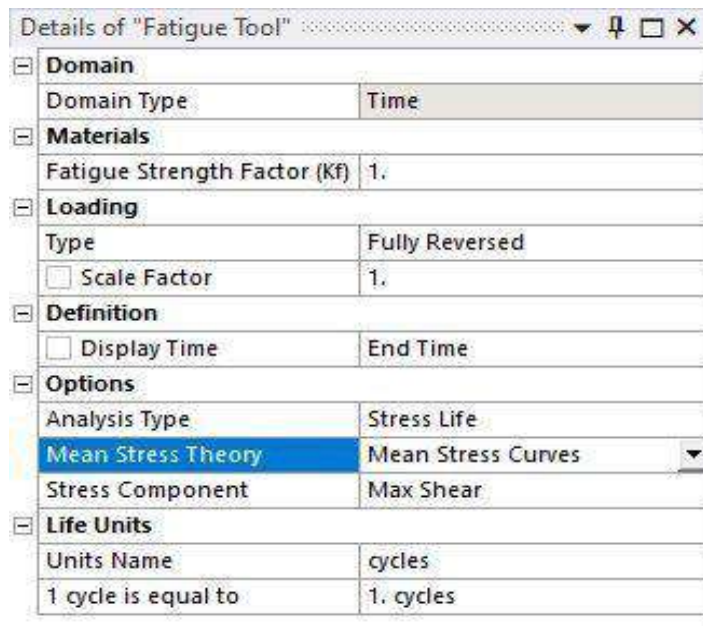 Details of "Fatigue Tool"
Domain
Domain Type Time
Materials
Fatigue Strength Factor (Kf) 1.
Loading
Type Fully Reversed
Scale Factor 1.
Definition
Display Time End Time
Options
Analysis Type Stress Life
Mean Stress Theory Mean Stress Curves
Stress Component Max Shear
Life Units
Units Name cycles
1 cycle is equal to 1. cycles